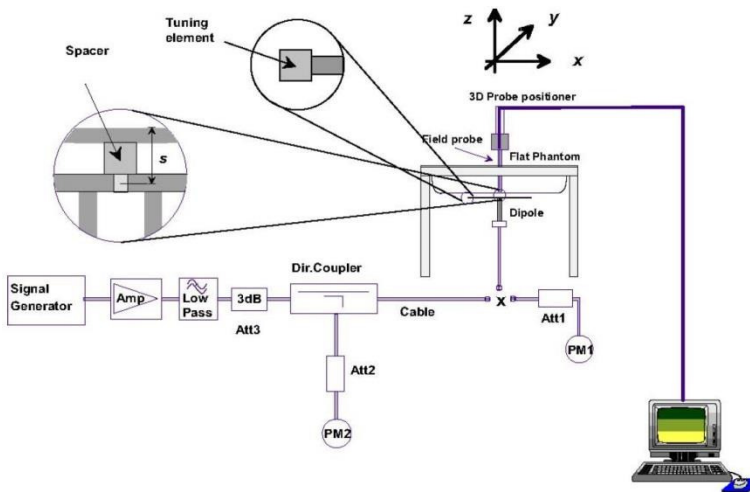 Tuning
element
Spacer
s
z
y
x
3D Probe positioner
Field probe
Flat Phantom
Dipole
Signal
Generator
Amp
Low
Pass
3dB
Att3
Dir.Coupler
Cable
x
Att1
PM1
Att2
PM2